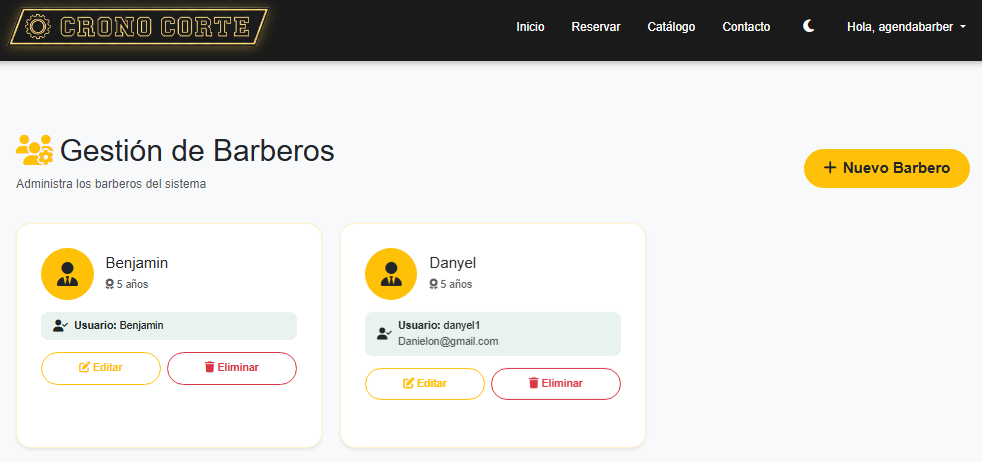 CRONO CORTE
Inicio
Reservar
Catálogo
Contacto
Hola, agendabarber
Gestión de Barberos
Administra los barberos del sistema
+ Nuevo Barbero
Benjamin
5 años
Usuario: Benjamin
Editar
Eliminar
Danyel
5 años
Usuario: danyel1
Danielon@gmail.com
Editar
Eliminar